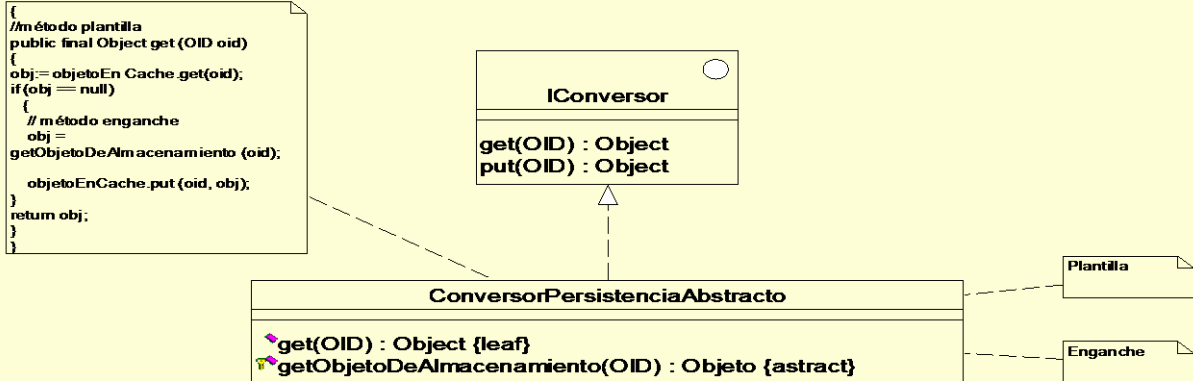 {
//método plantilla
public final Object get (OID oid)
{
obj:= objetoEn Cache.get(oid);
if (obj == null)
{
// método enganche
obj =
getObjetoDeAlmacenamiento (oid);
objetoEnCache.put (oid, obj);
}
return obj;
}
}
IConversor
get(OID) : Object
put(OID) : Object
ConversorPersistenciaAbstracto
get(OID) : Object {leaf}
getObjetoDeAlmacenamiento(OID) : Objeto {astract}
Plantilla
Enganche